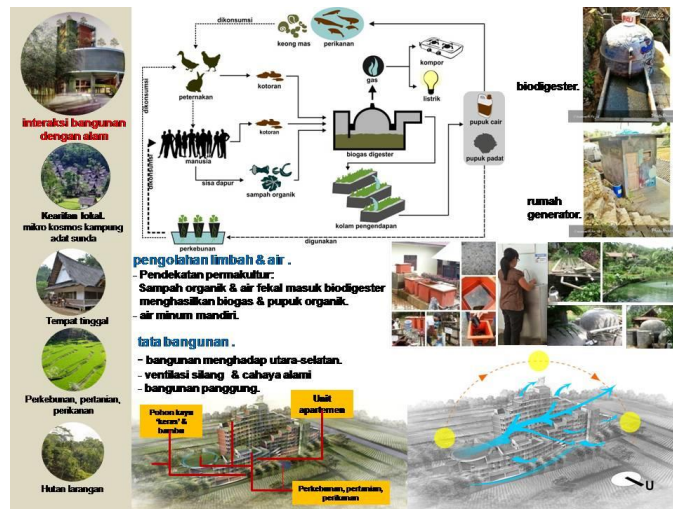 interaksi bangunan
dengan alam
Kearifan lokal.
mikro kosmos kampung
adat sunda
Tempat tinggal
Perkebunan, pertanian,
perikanan
Hutan larangan
dikonsumsi
keong mas
perikanan
dikonsumsi
peternakan
kotoran
gas
kompor
listrik
pupuk cair
pupuk padat
manusia
kotoran
biogas digester
dikonsumsi
sisa dapur
sampah organik
kolam pengendapan
perkebunan
digunakan
biodigester.
rumah
generator.
pengolahan limbah & air .
- Pendekatan permakultur:
Sampah organik & air fekal masuk biodigester
menghasilkan biogas & pupuk organik.
- air minum mandiri.
tata bangunan .
- bangunan menghadap utara-selatan.
- ventilasi silang & cahaya alami
- bangunan panggung.
Pohon kayu
'keras' &
bambu
Unit
apartemen
Perkebunan, pertanian,
perikanan
U